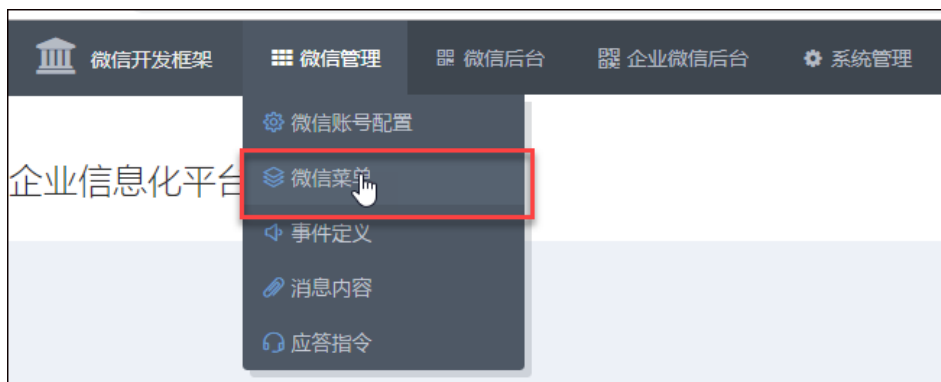 微信开发框架 微信管理 微信后台 企业微信后台 系统管理
微信账号配置
企业信息化平台 微信菜单
事件定义
消息内容
应答指令